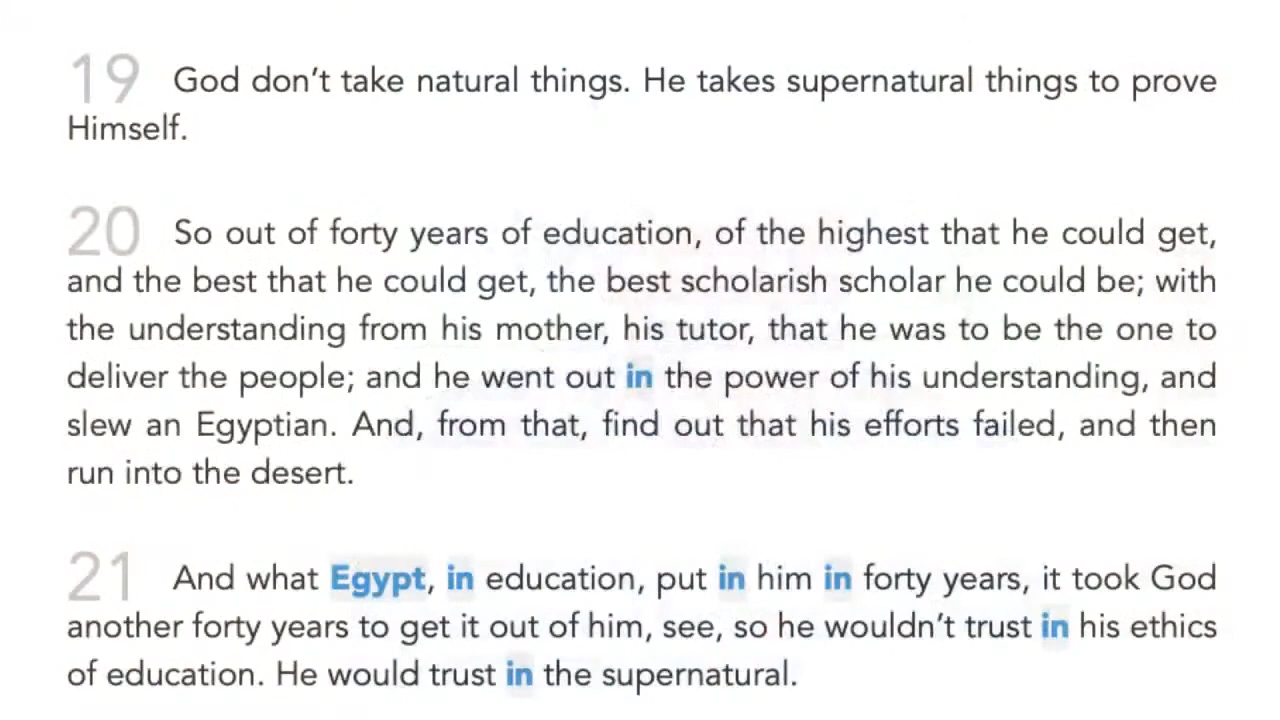 19 God don’t take natural things. He takes supernatural things to prove
Himself.
20 So out of forty years of education, of the highest that he could get,
and the best that he could get, the best scholarish scholar he could be; with
the understanding from his mother, his tutor, that he was to be the one to
deliver the people; and he went out in the power of his understanding, and
slew an Egyptian. And, from that, find out that his efforts failed, and then
run into the desert.
21 And what Egypt, in education, put in him in forty years, it took God
another forty years to get it out of him, see, so he wouldn’t trust in his ethics
of education. He would trust in the supernatural.